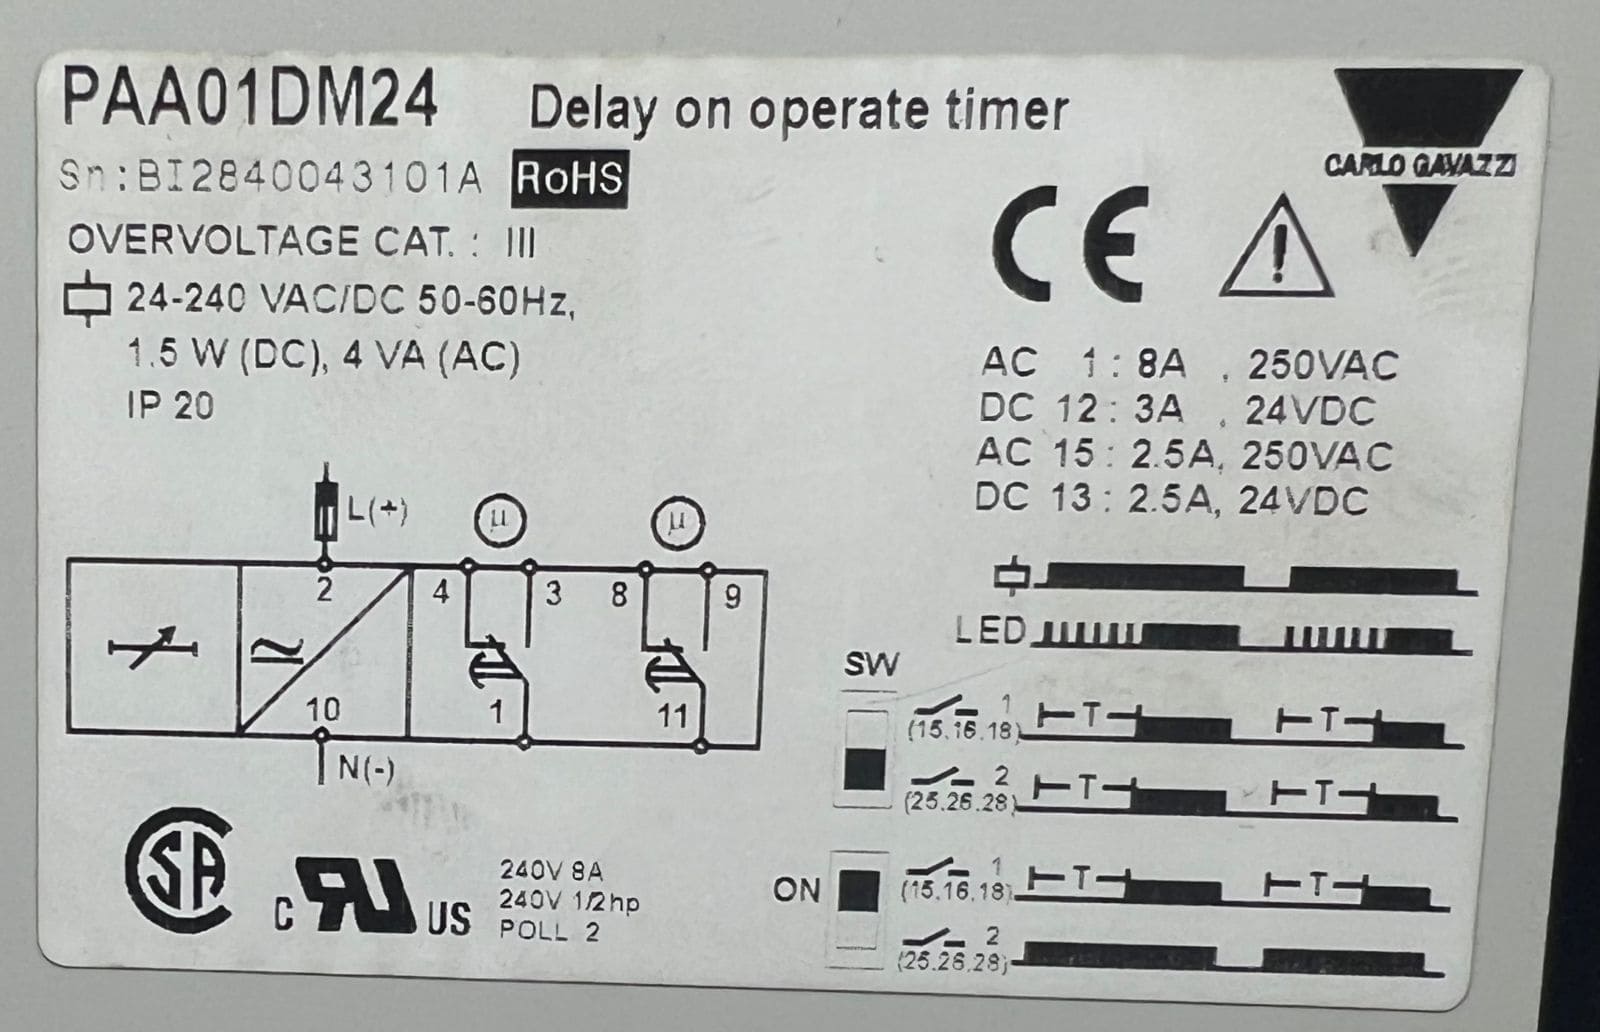 PAA01DM24 Delay on operate timer
CARLO GAVAZZI
Sn:BI2840043101A RoHS
CE
OVERVOLTAGE CAT. : III
24-240 VAC/DC 50-60Hz,
1.5 W (DC), 4 VA (AC)
IP 20
AC 1 : 8A , 250VAC
DC 12 : 3A , 24VDC
AC 15 : 2.5A, 250VAC
DC 13 : 2.5A, 24VDC
L(+) µ µ
2 4 3 8 9
10 1 11
N(-)
LED
SW
1
(15.16.18) T T
2
(25.26.28) T T
ON
1
(15.16.18) T T
2
(25.26.28)
SA
C RU US
240V 8A
240V 1/2hp
POLL 2